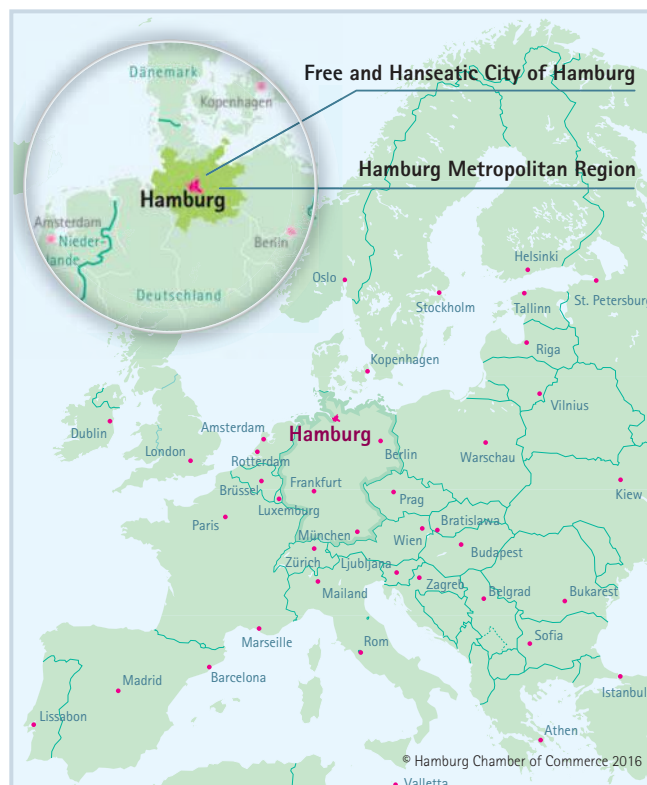 Dänemark
Free and Hanseatic City of Hamburg
Kopenhagen
Hamburg Metropolitan Region
Hamburg
Amsterdam
Nieder-
lande
Berlin
Deutschland
Helsinki
Oslo
St. Petersburg
Stockholm
Tallinn
Riga
Kopenhagen
Vilnius
Dublin
Amsterdam
Hamburg
London
Berlin
Warschau
Rotterdam
Brüssel
Frankfurt
Kiew
Luxemburg
Prag
Paris
München
Bratislawa
Wien
Zürich
Ljubljana
Budapest
Mailand
Zagreb
Belgrad
Bukarest
Marseille
Rom
Sofia
Madrid
Barcelona
Istanbul
Lissabon
Athen
© Hamburg Chamber of Commerce 2016
Valletta